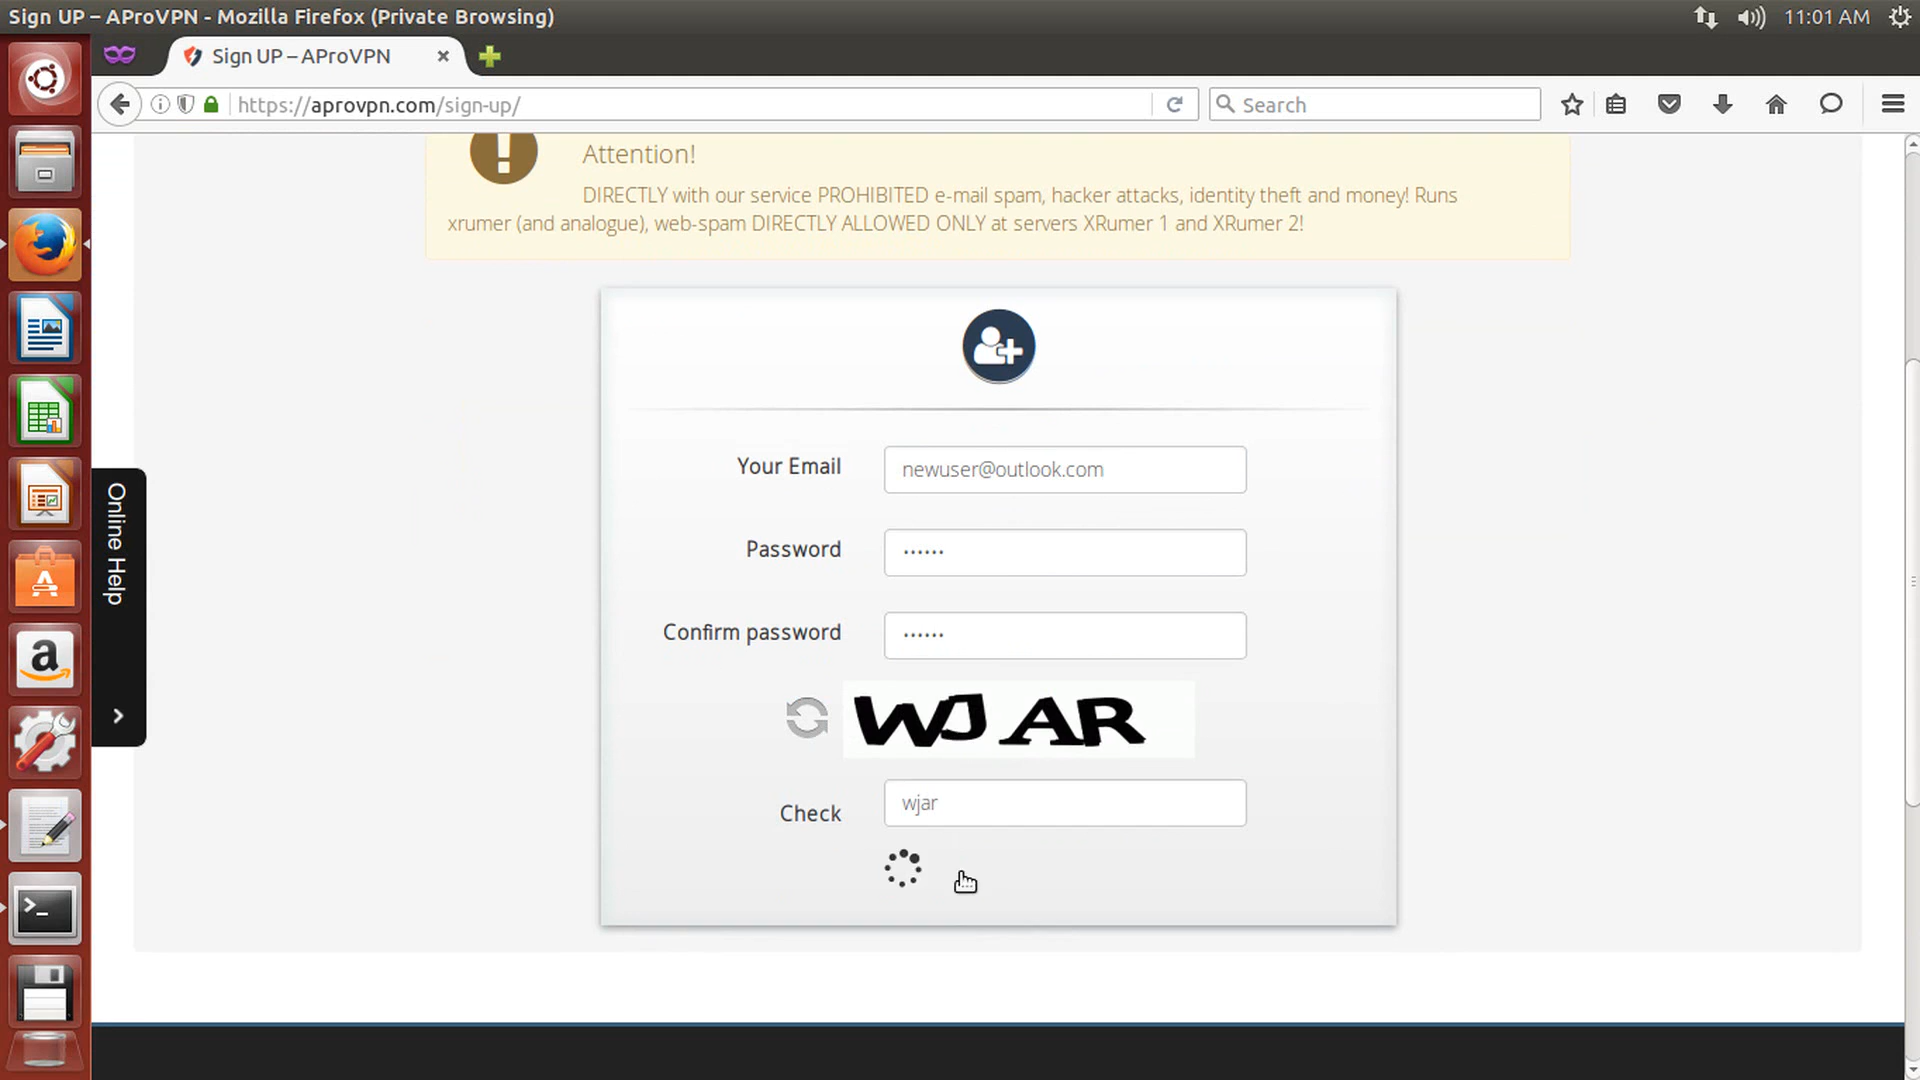 Sign UP – AProVPN - Mozilla Firefox (Private Browsing)
11:01 AM
Sign UP – AProVPN
https://aprovpn.com/sign-up/
Search
Attention!
DIRECTLY with our service PROHIBITED e-mail spam, hacker attacks, identity theft and money! Runs
xrumer (and analogue), web-spam DIRECTLY ALLOWED ONLY at servers XRumer 1 and XRumer 2!
Your Email
newuser@outlook.com
Password
••••••
Confirm password
••••••
WJAR
Check
wjar
Online Help